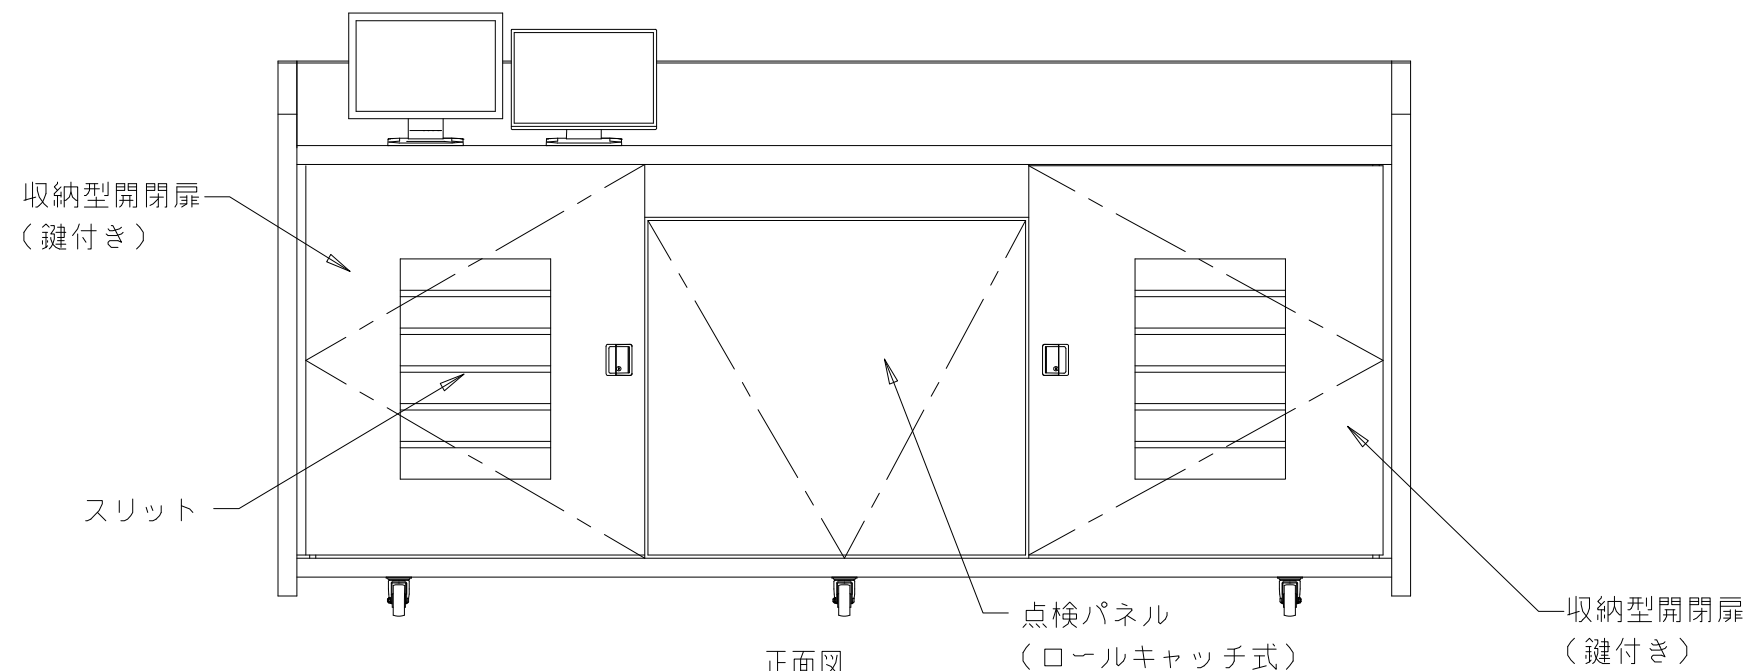 収納型開閉扉
（鍵付き）
スリット
点検パネル
（ロールキャッチ式）
収納型開閉扉
（鍵付き）
正面図